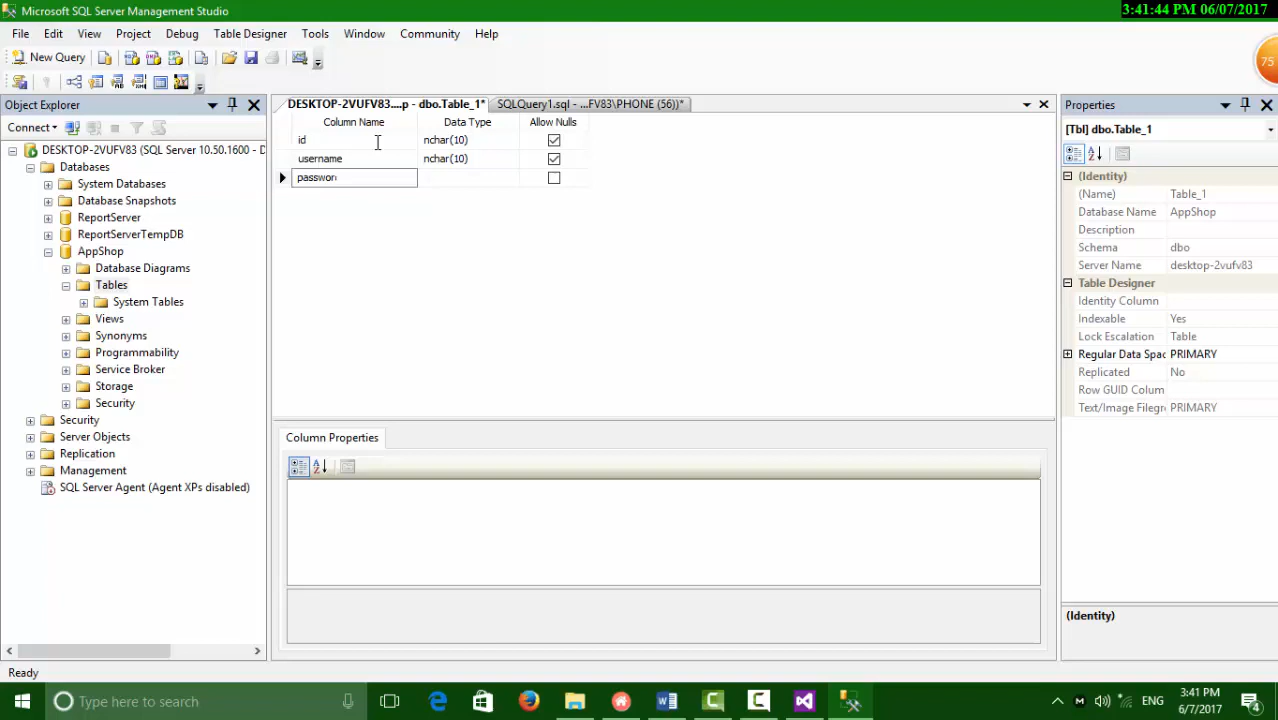 Microsoft SQL Server Management Studio
3:41:44 PM 06/07/2017
File Edit View Project Debug Table Designer Tools Window Community Help
New Query
75
Object Explorer
Connect
DESKTOP-2VUFV83 (SQL Server 10.50.1600 - D
Databases
System Databases
Database Snapshots
ReportServer
ReportServerTempDB
AppShop
Database Diagrams
Tables
System Tables
Views
Synonyms
Programmability
Service Broker
Storage
Security
Security
Server Objects
Replication
Management
SQL Server Agent (Agent XPs disabled)
DESKTOP-2VUFV83....p - dbo.Table_1* SQLQuery1.sql - ...FV83\PHONE (56))*
Column Name Data Type Allow Nulls
id nchar(10)
username nchar(10)
passwor
Column Properties
Properties
[Tbl] dbo.Table_1
(Identity)
(Name) Table_1
Database Name AppShop
Description
Schema dbo
Server Name desktop-2vufv83
Table Designer
Identity Column
Indexable Yes
Lock Escalation Table
Regular Data Spac PRIMARY
Replicated No
Row GUID Colum
Text/Image Filegr PRIMARY
(Identity)
Ready
Type here to search
ENG
3:41 PM
6/7/2017
4